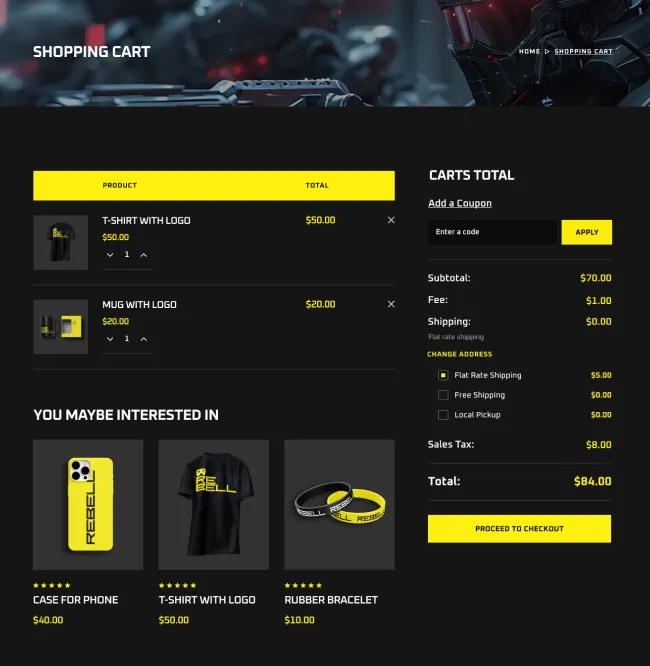 SHOPPING CART
HOME ▷ SHOPPING CART
PRODUCT TOTAL
T-SHIRT WITH LOGO $50.00
$50.00
1
MUG WITH LOGO $20.00
$20.00
1
CARTS TOTAL
Add a Coupon
Enter a code APPLY
Subtotal: $70.00
Fee: $1.00
Shipping: $0.00
Flat rate shipping
CHANGE ADDRESS
Flat Rate Shipping $5.00
Free Shipping $0.00
Local Pickup $0.00
Sales Tax: $8.00
Total: $84.00
PROCEED TO CHECKOUT
YOU MAYBE INTERESTED IN
REBELL
RE
BELL
REBELL
REBELL
CASE FOR PHONE
$40.00
T-SHIRT WITH LOGO
$50.00
RUBBER BRACELET
$10.00